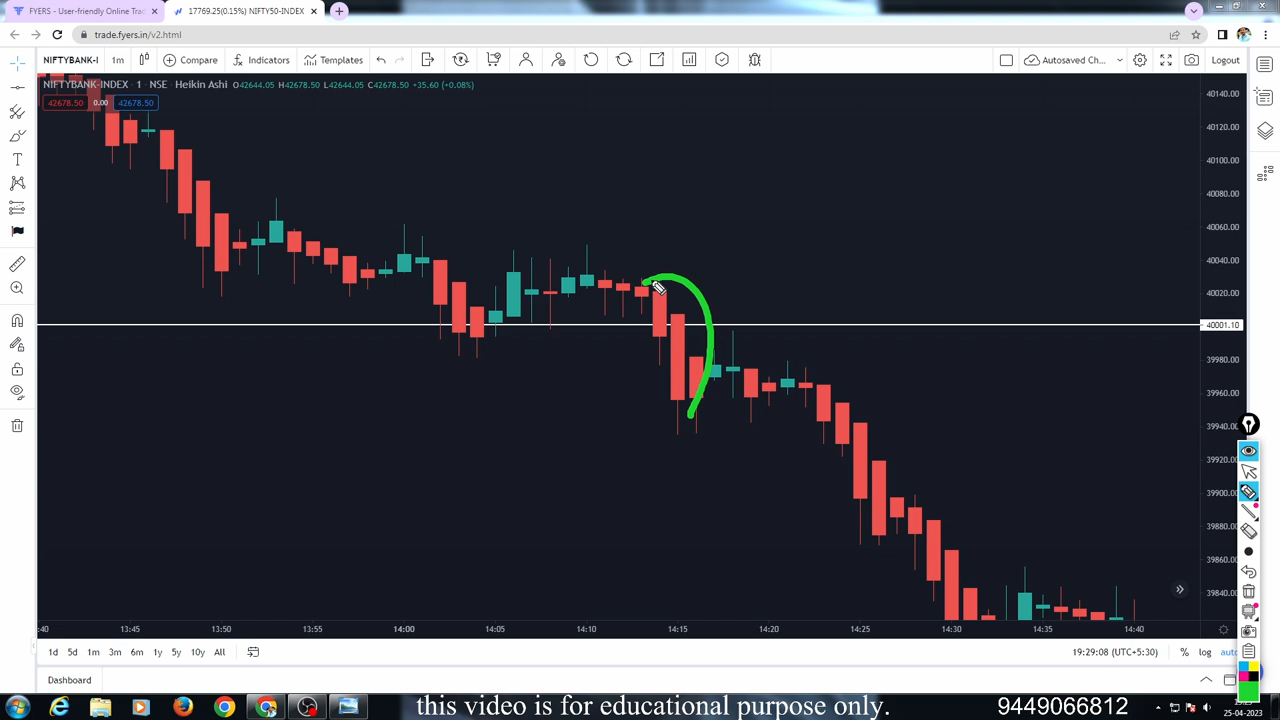 FYERS - User-friendly Online Tra
17769.25(0.15%) NIFTY50-INDEX
trade.fyers.in/v2.html
NIFTYBANK-I 1m Compare Indicators Templates Autosaved Ch... Logout
NIFTYBANK-INDEX 1 NSE Heikin Ashi O42644.05 H42678.50 L42644.05 C42678.50 +35.60 (+0.08%)
42678.50 0.00 42678.50
40140.00
40120.00
40100.00
40080.00
40060.00
40040.00
40020.00
40001.10
39980.00
39960.00
39940.00
39920.00
39900.00
39880.00
39860.00
39840.00
:40 13:45 13:50 13:55 14:00 14:05 14:10 14:15 14:20 14:25 14:30 14:35 14:40
1d 5d 1m 3m 6m 1y 5y 10y All 19:29:08 (UTC+5:30) % log auto
Dashboard
this video is for educational purpose only. 9449066812
25-04-2023